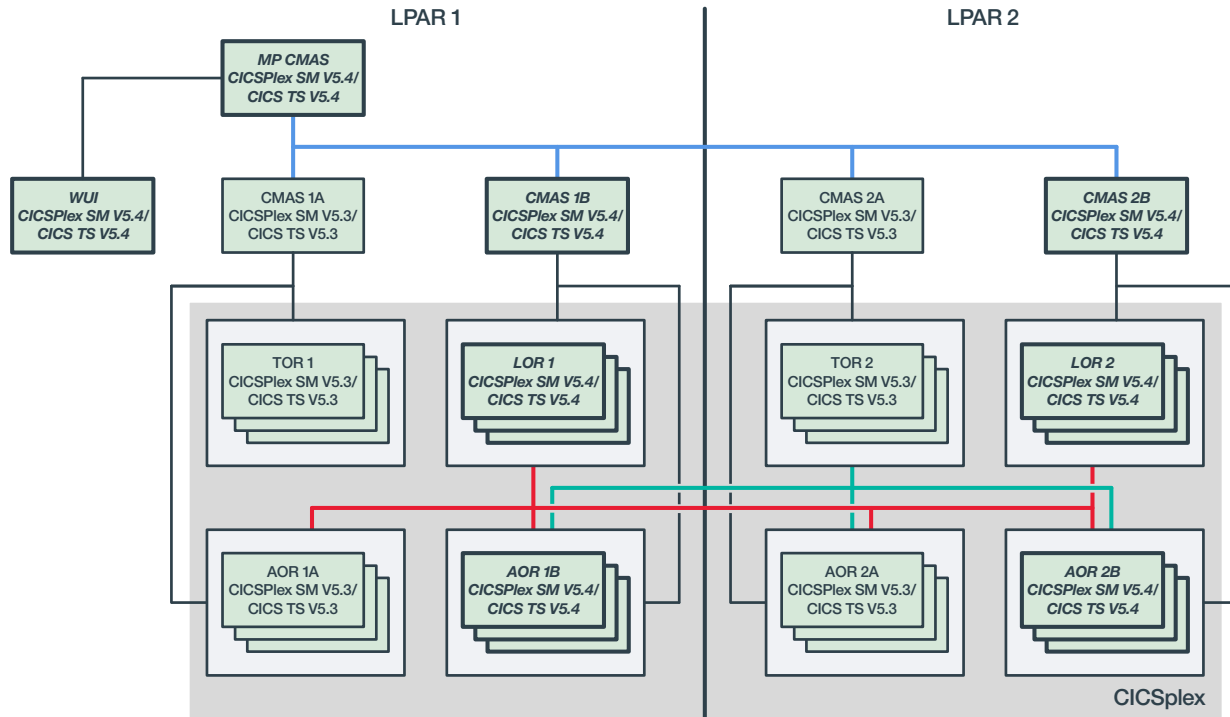 LPAR 1
LPAR 2
MP CMAS
CICSPlex SM V5.4/
CICS TS V5.4
WUI
CICSPlex SM V5.4/
CICS TS V5.4
CMAS 1A
CICSPlex SM V5.3/
CICS TS V5.3
CMAS 1B
CICSPlex SM V5.4/
CICS TS V5.4
CMAS 2A
CICSPlex SM V5.3/
CICS TS V5.3
CMAS 2B
CICSPlex SM V5.4/
CICS TS V5.4
TOR 1
CICSPlex SM V5.3/
CICS TS V5.3
LOR 1
CICSPlex SM V5.4/
CICS TS V5.4
TOR 2
CICSPlex SM V5.3/
CICS TS V5.3
LOR 2
CICSPlex SM V5.4/
CICS TS V5.4
AOR 1A
CICSPlex SM V5.3/
CICS TS V5.3
AOR 1B
CICSPlex SM V5.4/
CICS TS V5.4
AOR 2A
CICSPlex SM V5.3/
CICS TS V5.3
AOR 2B
CICSPlex SM V5.4/
CICS TS V5.4
CICSplex